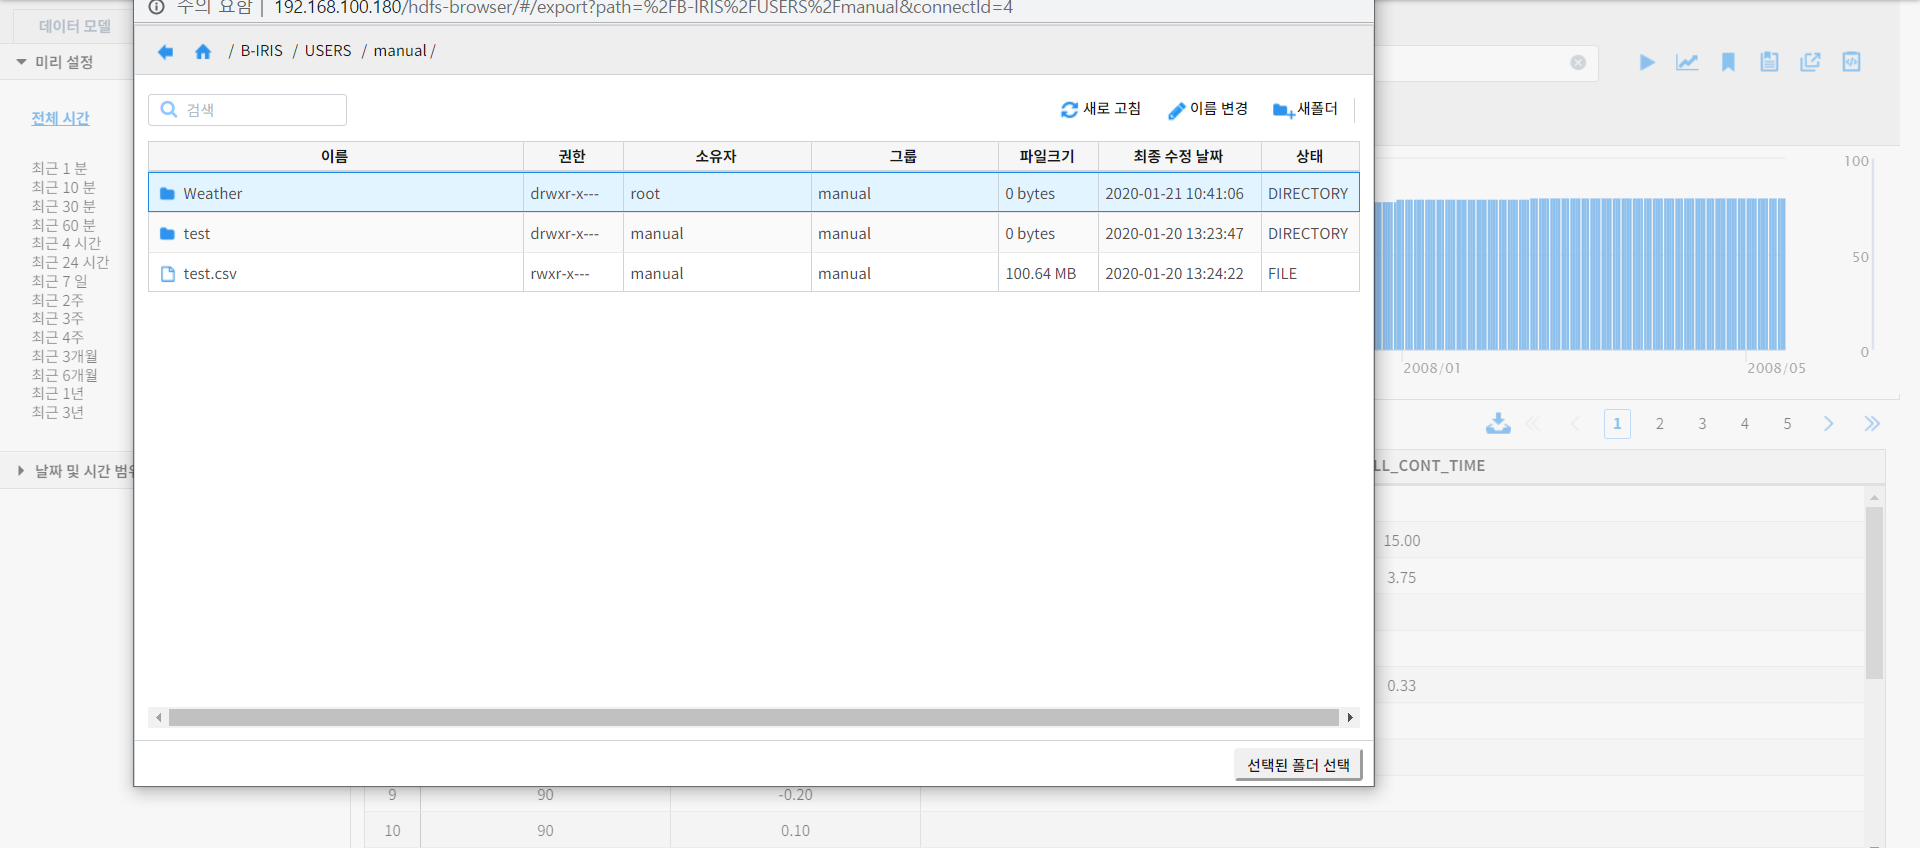 주의 요함 | 192.168.100.180/hdfs-browser/#/export?path=%2FB-IRIS%2FUSERS%2Fmanual&connectId=4
/ B-IRIS / USERS / manual /
검색
새로 고침 이름 변경 새폴더
이름 권한 소유자 그룹 파일크기 최종 수정 날짜 상태
Weather drwxr-x--- root manual 0 bytes 2020-01-21 10:41:06 DIRECTORY
test drwxr-x--- manual manual 0 bytes 2020-01-20 13:23:47 DIRECTORY
test.csv rwxr-x--- manual manual 100.64 MB 2020-01-20 13:24:22 FILE
선택된 폴더 선택
데이터 모델
미리 설정
전체 시간
최근 1 분
최근 10 분
최근 30 분
최근 60 분
최근 4 시간
최근 24 시간
최근 7 일
최근 2주
최근 3주
최근 4주
최근 3개월
최근 6개월
최근 1년
최근 3년
날짜 및 시간 범위
100
50
0
2008/01 2008/05
1 2 3 4 5
LL_CONT_TIME
15.00
3.75
0.33
9 90 -0.20
10 90 0.10